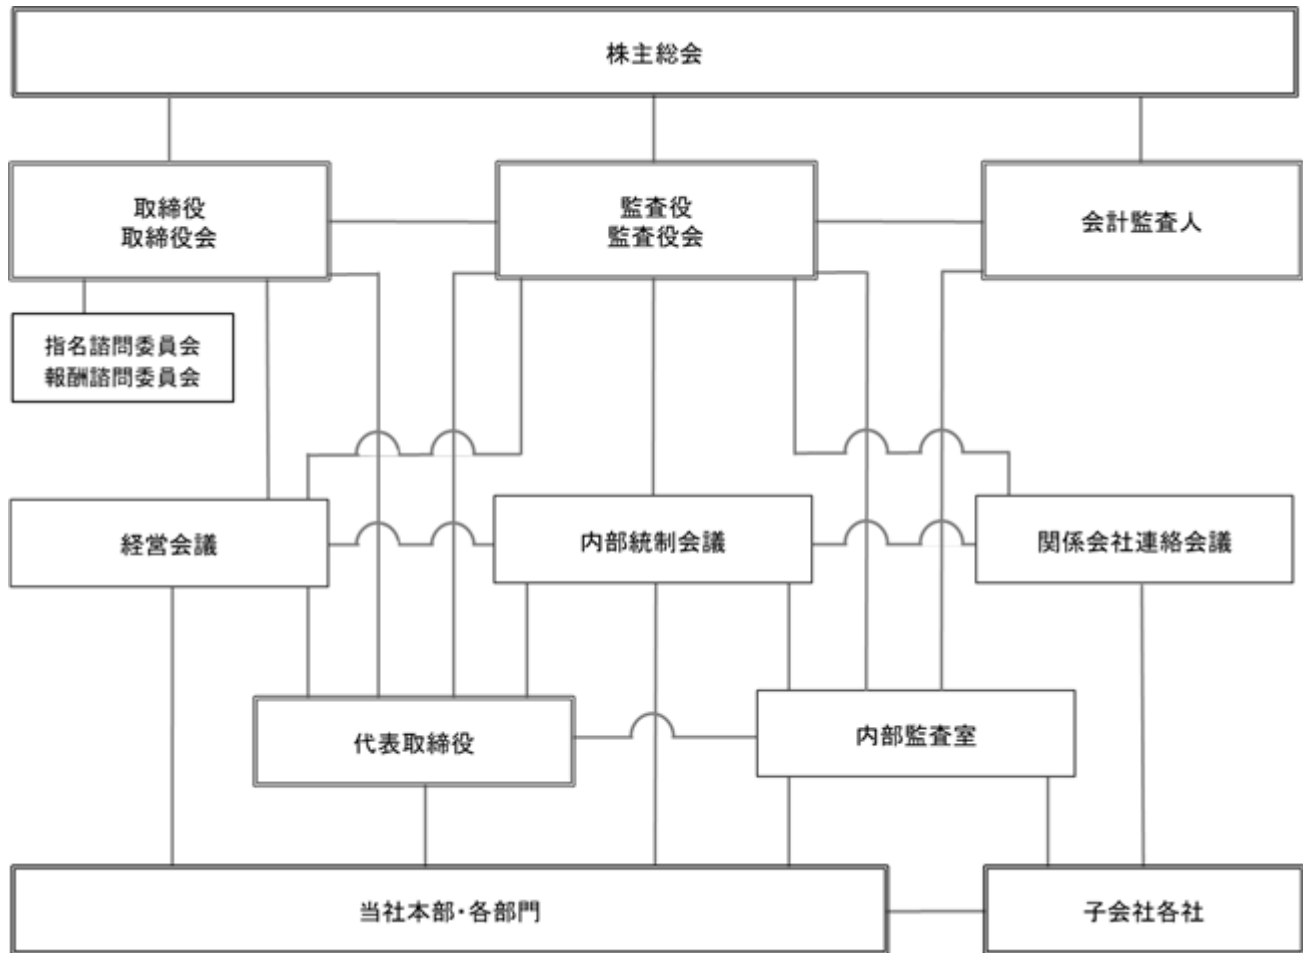 株主総会
取締役
取締役会
監査役
監査役会
会計監査人
指名諮問委員会
報酬諮問委員会
経営会議
内部統制会議
関係会社連絡会議
代表取締役
内部監査室
当社本部・各部門
子会社各社